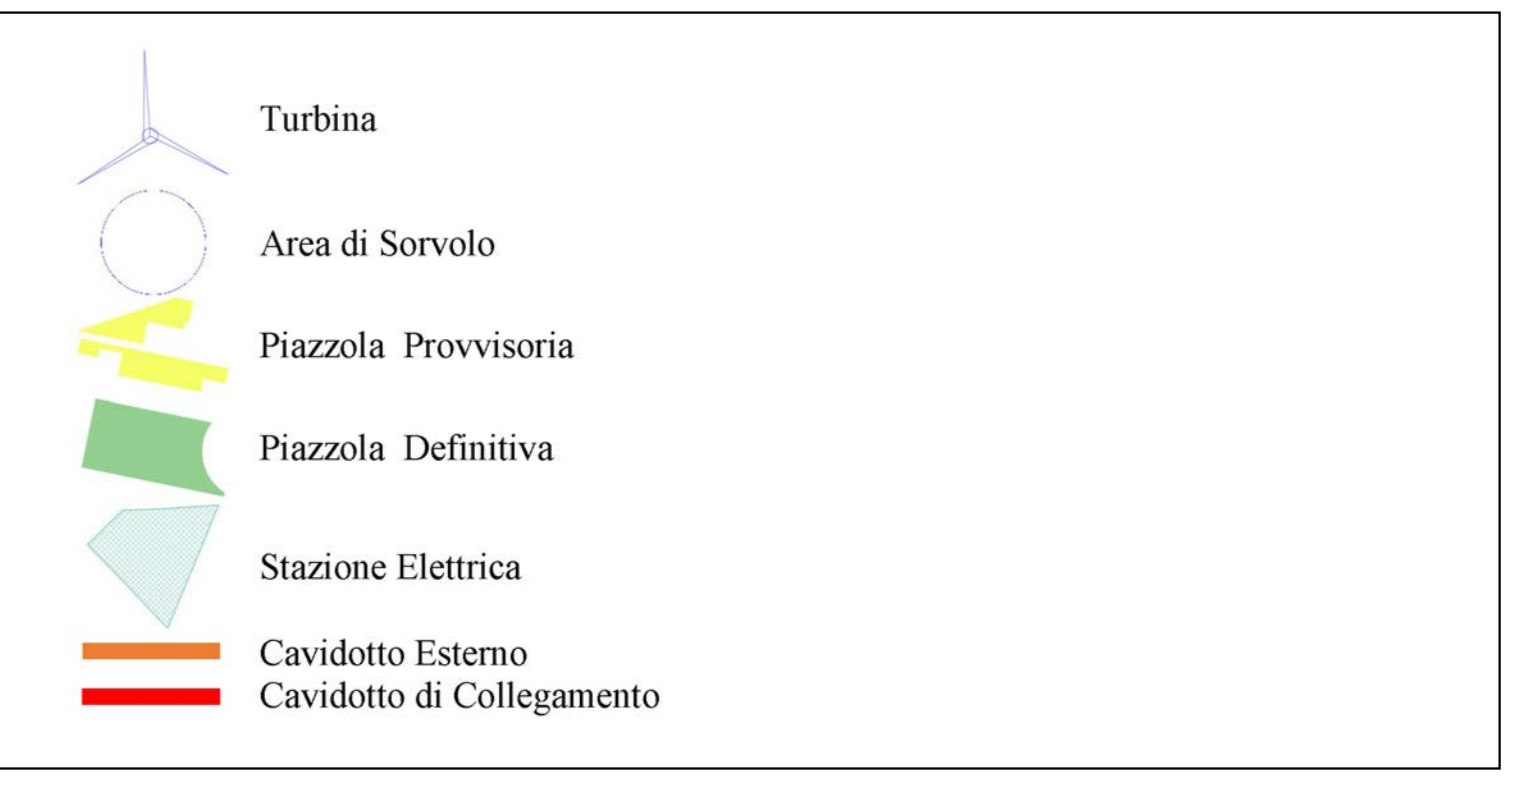 Turbina
Area di Sorvolo
Piazzola Provvisoria
Piazzola Definitiva
Stazione Elettrica
Cavidotto Esterno
Cavidotto di Collegamento